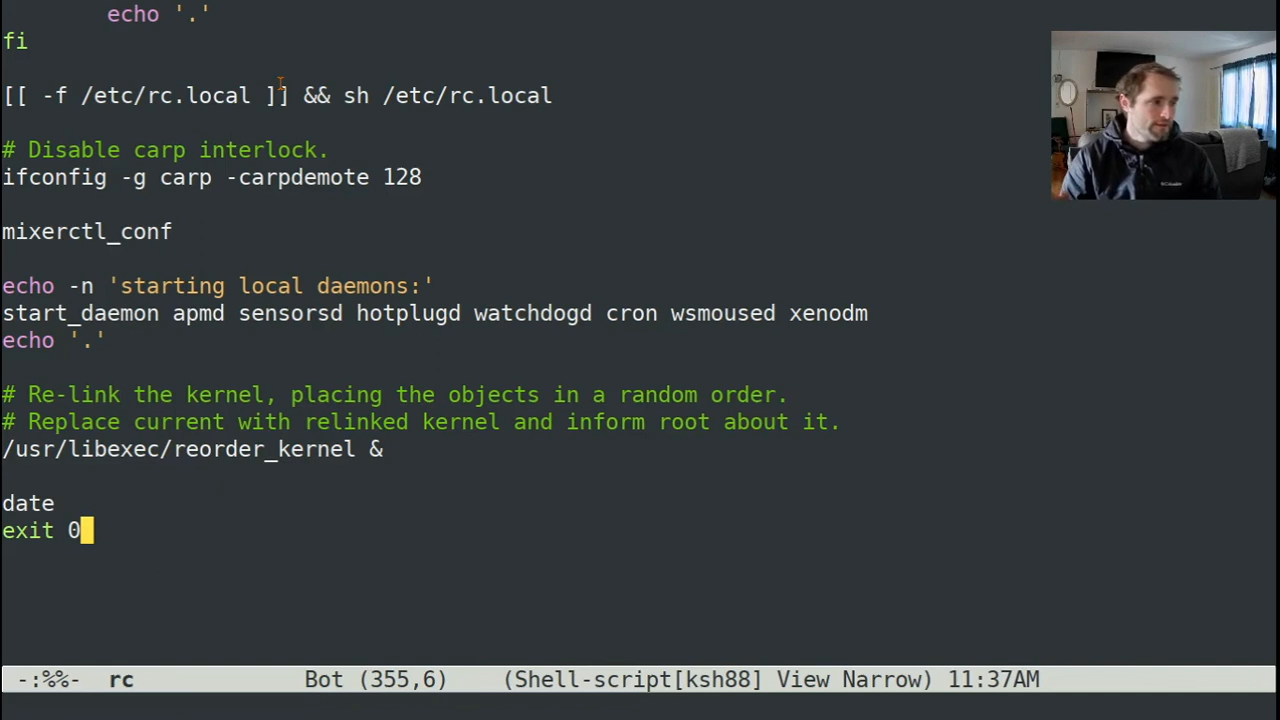 echo '.'
fi
[[ -f /etc/rc.local ]] && sh /etc/rc.local
# Disable carp interlock.
ifconfig -g carp -carpdemote 128
mixerctl_conf
echo -n 'starting local daemons:'
start_daemon apmd sensorsd hotplugd watchdogd cron wsmoused xenodm
echo '.'
# Re-link the kernel, placing the objects in a random order.
# Replace current with relinked kernel and inform root about it.
/usr/libexec/reorder_kernel &
date
exit 0
-:%%-  rc  Bot (355,6)  (Shell-script[ksh88] View Narrow) 11:37AM